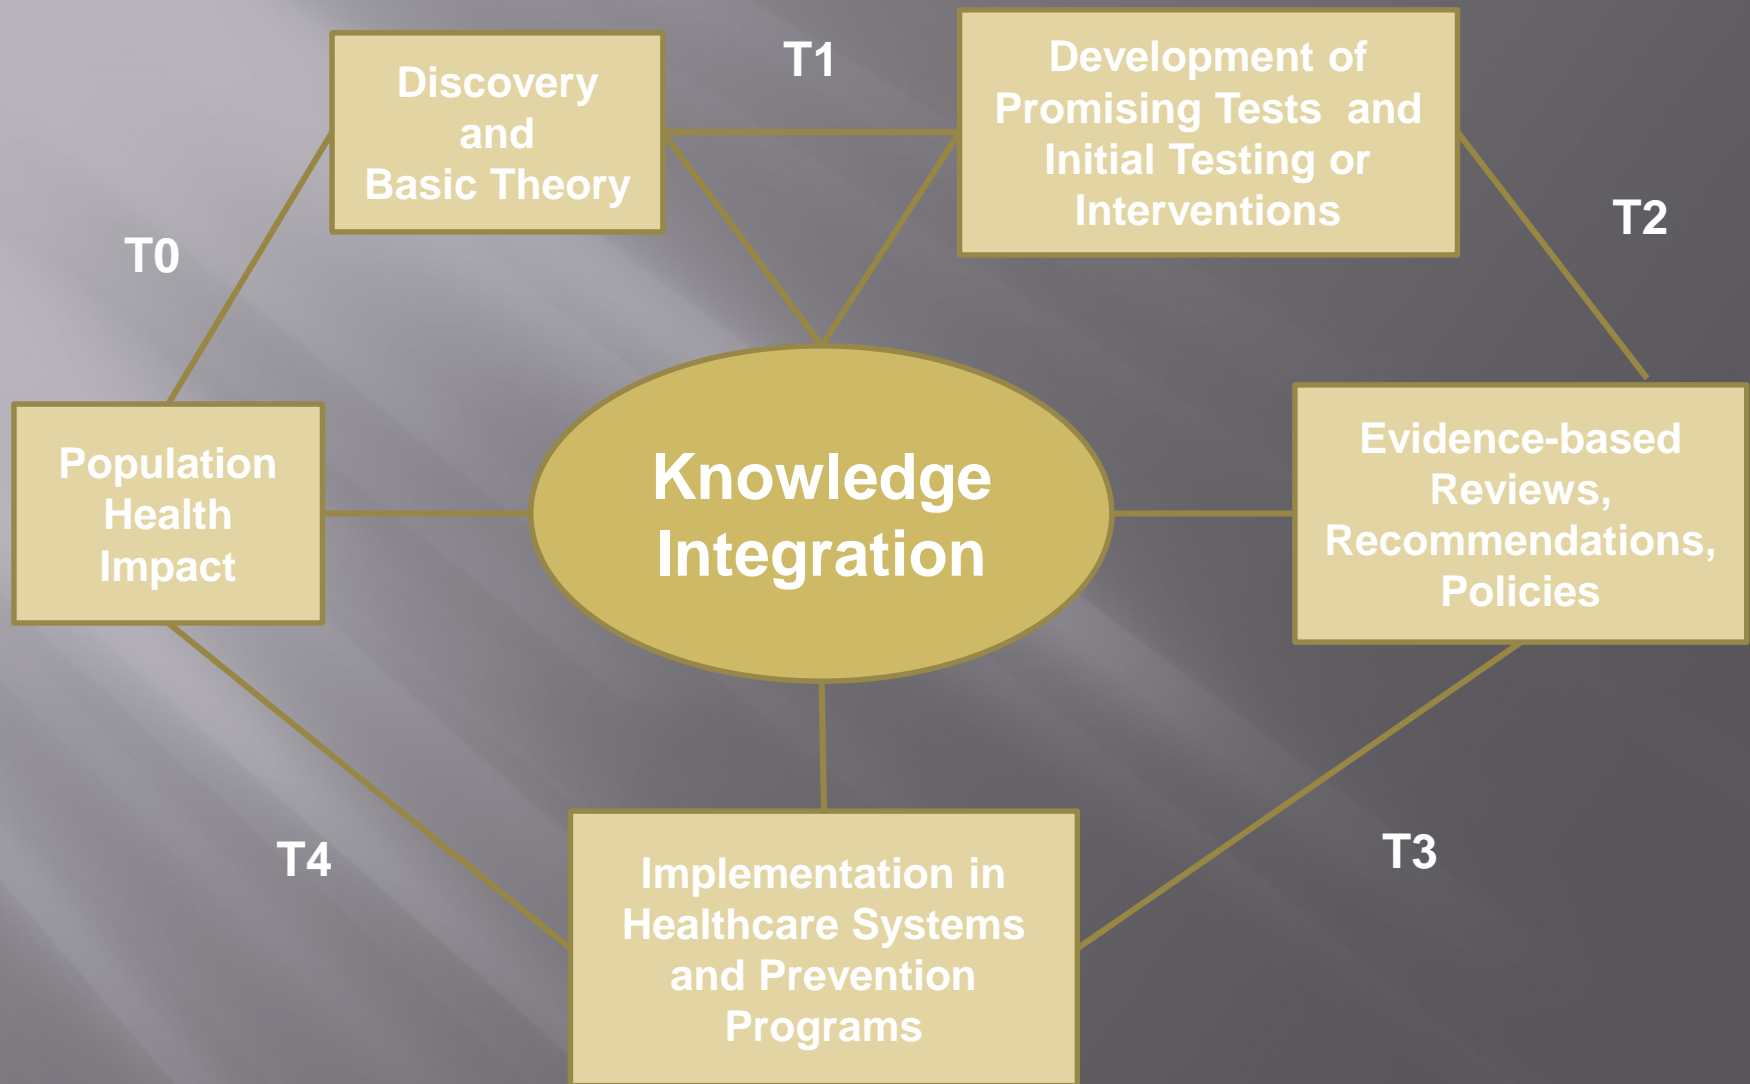 Discovery
and
Basic Theory
T1
Development of
Promising Tests and
Initial Testing or
Interventions
T0
T2
Population
Health
Impact
Knowledge
Integration
Evidence-based
Reviews,
Recommendations,
Policies
T4
Implementation in
Healthcare Systems
and Prevention
Programs
T3